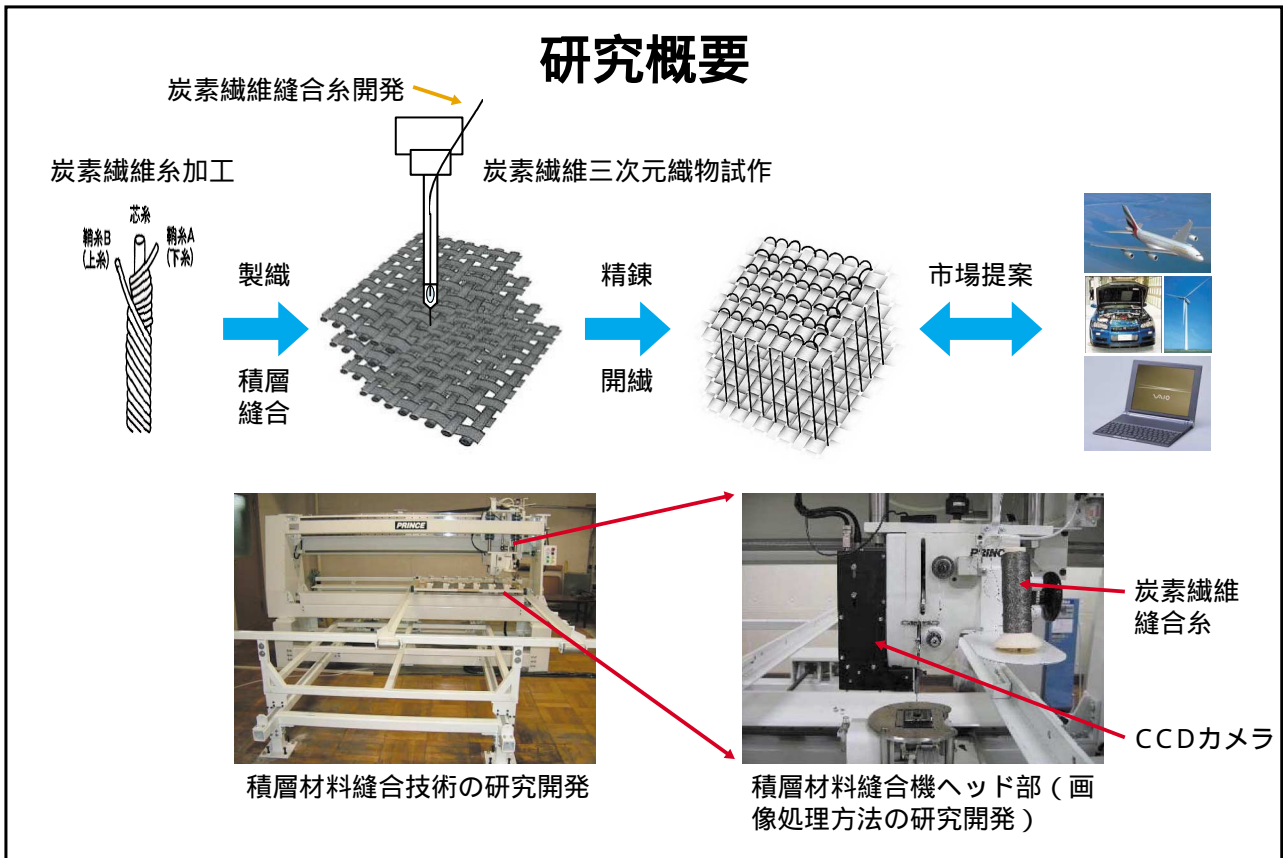 研究概要
炭素繊維縫合糸開発
炭素繊維糸加工
炭素繊維三次元織物試作
芯糸
鞘糸B
(上糸)
鞘糸A
(下糸)
製織
積層
縫合
精錬
開繊
市場提案
VAIO
PRINCE
PRINC
炭素繊維
縫合糸
CCDカメラ
積層材料縫合技術の研究開発
積層材料縫合機ヘッド部（画
像処理方法の研究開発）